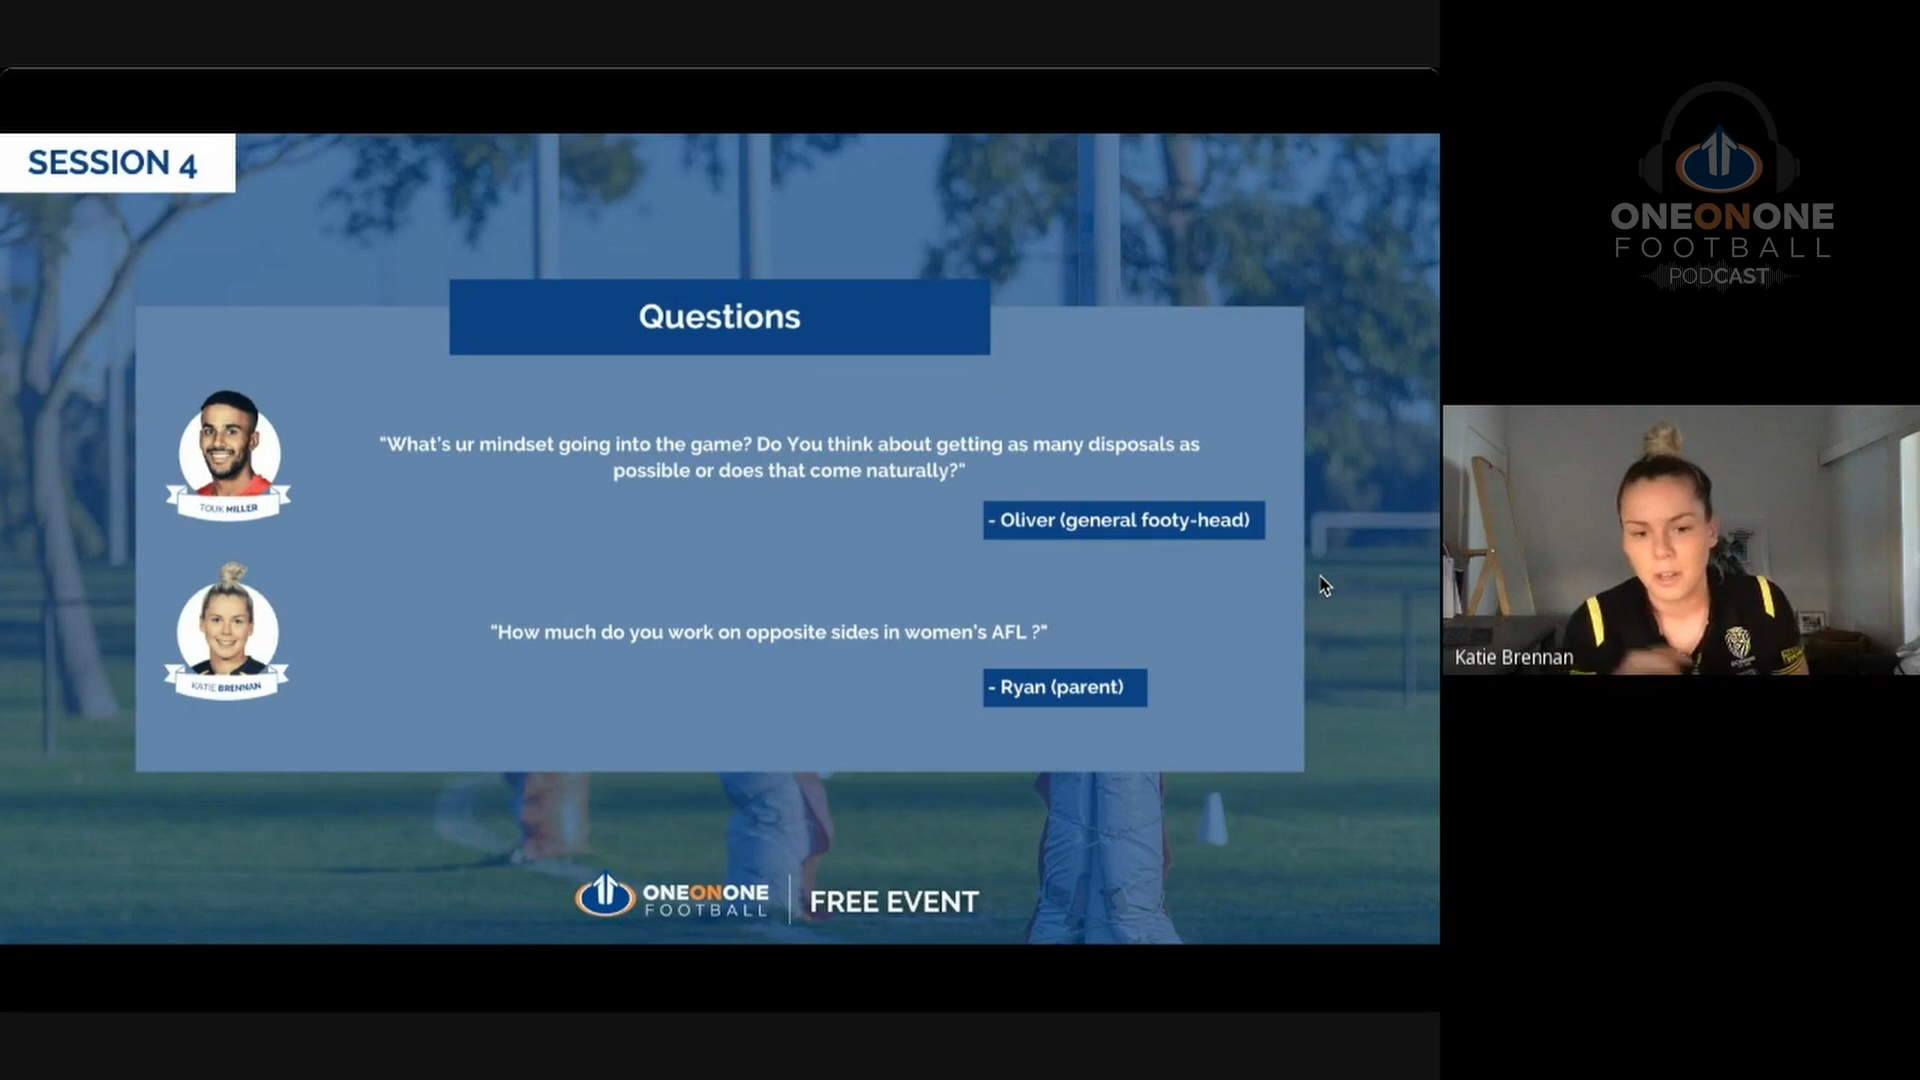 SESSION 4
Questions
"What's ur mindset going into the game? Do You think about getting as many disposals as
possible or does that come naturally?"
- Oliver (general footy-head)
TOUK MILLER
"How much do you work on opposite sides in women's AFL ?"
- Ryan (parent)
KATIE BRENNAN
ONEONONE
FOOTBALL
FREE EVENT
ONEONONE
FOOTBALL
PODCAST
Katie Brennan